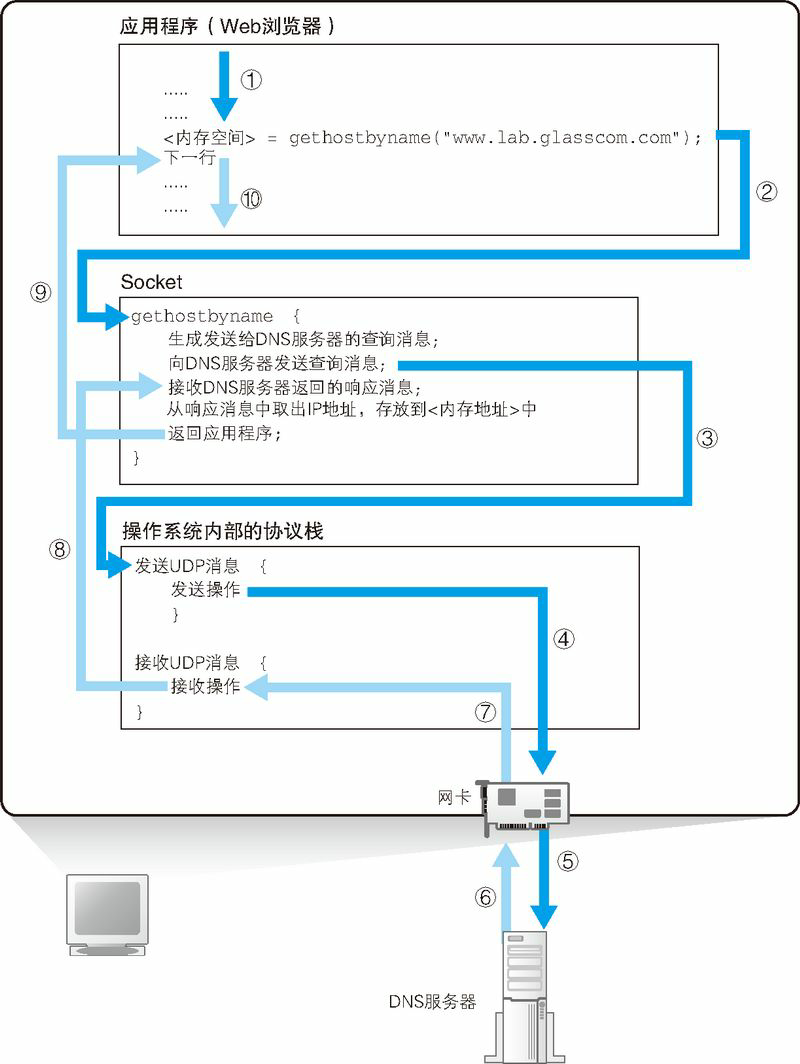 应用程序（Web浏览器）
①
.....
.....
<内存空间> = gethostbyname("www.lab.glasscom.com");
下一行
②
.....
⑩
.....
⑨
Socket
gethostbyname {
生成发送给DNS服务器的查询消息;
向DNS服务器发送查询消息;
接收DNS服务器返回的响应消息;
从响应消息中取出IP地址，存放到<内存地址>中
返回应用程序;
③
}
操作系统内部的协议栈
⑧
发送UDP消息 {
发送操作
}
④
接收UDP消息 {
接收操作
}
⑦
网卡
⑤
⑥
DNS服务器